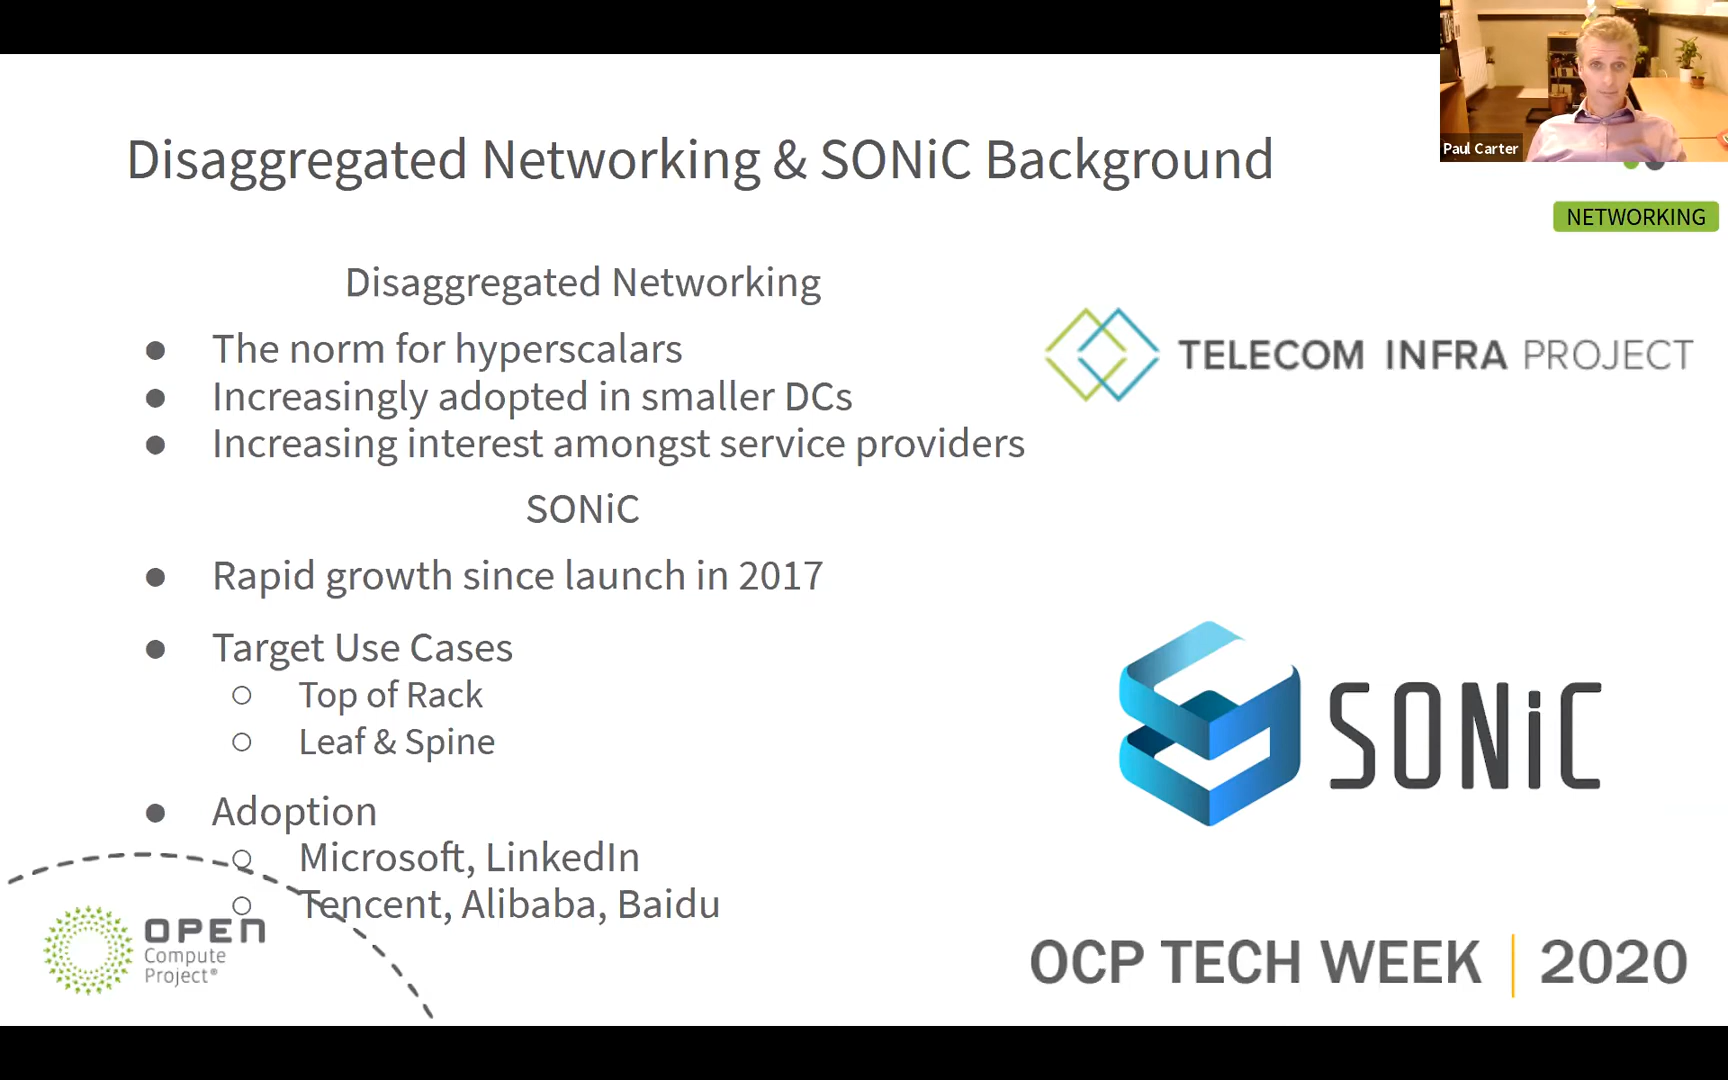 Paul Carter
Disaggregated Networking & SONiC Background
NETWORKING
Disaggregated Networking
The norm for hyperscalars
Increasingly adopted in smaller DCs
Increasing interest amongst service providers
TELECOM INFRA PROJECT
SONiC
Rapid growth since launch in 2017
Target Use Cases
Top of Rack
Leaf & Spine
SONiC
Adoption
Microsoft, LinkedIn
Tencent, Alibaba, Baidu
OPEN
Compute
Project®
OCP TECH WEEK | 2020